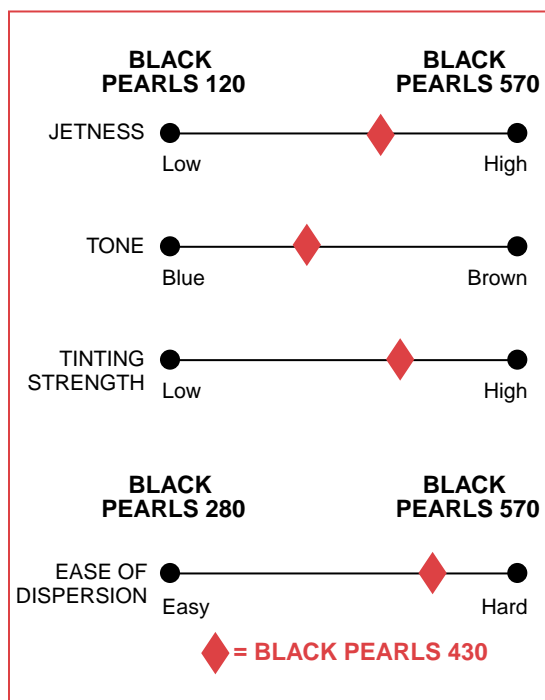 BLACK PEARLS 120
BLACK PEARLS 570
JETNESS
Low
High
TONE
Blue
Brown
TINTING STRENGTH
Low
High
BLACK PEARLS 280
BLACK PEARLS 570
EASE OF DISPERSION
Easy
Hard
= BLACK PEARLS 430